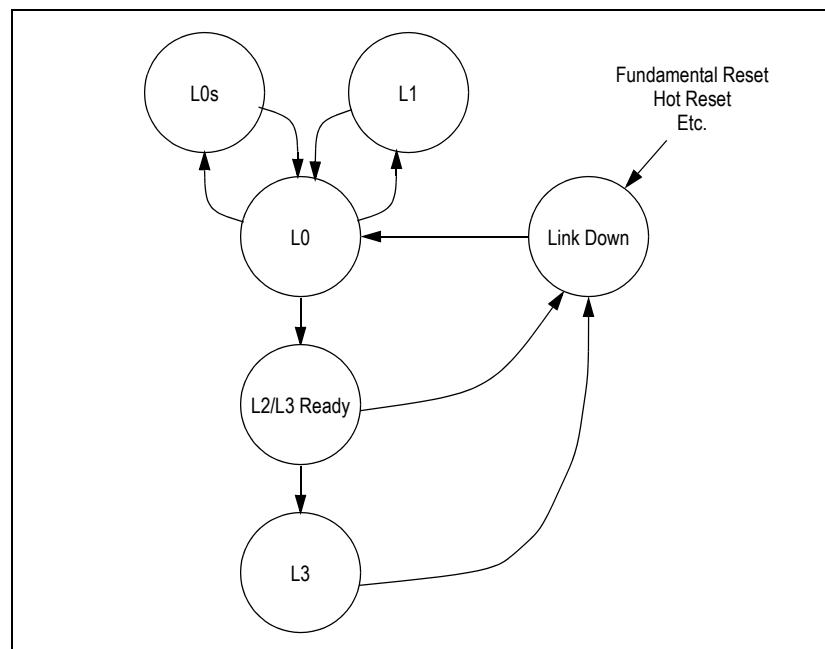 L0s
L1
Fundamental Reset
Hot Reset
Etc.
L0
Link Down
L2/L3 Ready
L3